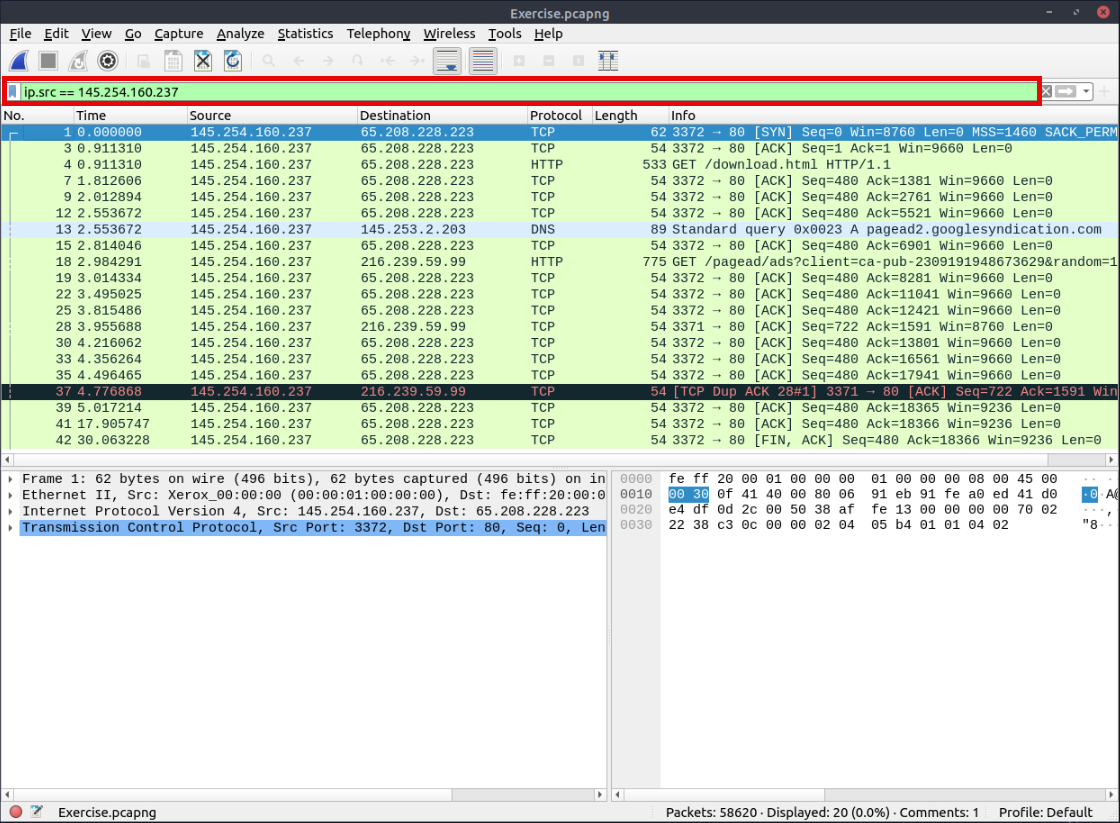 Exercise.pcapng
File Edit View Go Capture Analyze Statistics Telephony Wireless Tools Help
ip.src == 145.254.160.237
No. Time Source Destination Protocol Length Info
1 0.000000 145.254.160.237 65.208.228.223 TCP 62 3372 → 80 [SYN] Seq=0 Win=8760 Len=0 MSS=1460 SACK_PERM
3 0.911310 145.254.160.237 65.208.228.223 TCP 54 3372 → 80 [ACK] Seq=1 Ack=1 Win=9660 Len=0
4 0.911310 145.254.160.237 65.208.228.223 HTTP 533 GET /download.html HTTP/1.1
7 1.812606 145.254.160.237 65.208.228.223 TCP 54 3372 → 80 [ACK] Seq=480 Ack=1381 Win=9660 Len=0
9 2.012894 145.254.160.237 65.208.228.223 TCP 54 3372 → 80 [ACK] Seq=480 Ack=2761 Win=9660 Len=0
12 2.553672 145.254.160.237 65.208.228.223 TCP 54 3372 → 80 [ACK] Seq=480 Ack=5521 Win=9660 Len=0
13 2.553672 145.254.160.237 145.253.2.203 DNS 89 Standard query 0x0023 A pagead2.googlesyndication.com
15 2.814046 145.254.160.237 65.208.228.223 TCP 54 3372 → 80 [ACK] Seq=480 Ack=6901 Win=9660 Len=0
18 2.984291 145.254.160.237 216.239.59.99 HTTP 775 GET /pagead/ads?client=ca-pub-2309191948673629&random=1
19 3.014334 145.254.160.237 65.208.228.223 TCP 54 3372 → 80 [ACK] Seq=480 Ack=8281 Win=9660 Len=0
22 3.495025 145.254.160.237 65.208.228.223 TCP 54 3372 → 80 [ACK] Seq=480 Ack=11041 Win=9660 Len=0
25 3.815486 145.254.160.237 65.208.228.223 TCP 54 3372 → 80 [ACK] Seq=480 Ack=12421 Win=9660 Len=0
28 3.955688 145.254.160.237 216.239.59.99 TCP 54 3371 → 80 [ACK] Seq=722 Ack=1591 Win=8760 Len=0
30 4.216062 145.254.160.237 65.208.228.223 TCP 54 3372 → 80 [ACK] Seq=480 Ack=13801 Win=9660 Len=0
33 4.356264 145.254.160.237 65.208.228.223 TCP 54 3372 → 80 [ACK] Seq=480 Ack=16561 Win=9660 Len=0
35 4.496465 145.254.160.237 65.208.228.223 TCP 54 3372 → 80 [ACK] Seq=480 Ack=17941 Win=9660 Len=0
37 4.776868 145.254.160.237 216.239.59.99 TCP 54 [TCP Dup ACK 28#1] 3371 → 80 [ACK] Seq=722 Ack=1591 Win
39 5.017214 145.254.160.237 65.208.228.223 TCP 54 3372 → 80 [ACK] Seq=480 Ack=18365 Win=9236 Len=0
41 17.905747 145.254.160.237 65.208.228.223 TCP 54 3372 → 80 [ACK] Seq=480 Ack=18366 Win=9236 Len=0
42 30.063228 145.254.160.237 65.208.228.223 TCP 54 3372 → 80 [FIN, ACK] Seq=480 Ack=18366 Win=9236 Len=0
Frame 1: 62 bytes on wire (496 bits), 62 bytes captured (496 bits) on in
Ethernet II, Src: Xerox_00:00:00 (00:00:01:00:00:00), Dst: fe:ff:20:00:0
Internet Protocol Version 4, Src: 145.254.160.237, Dst: 65.208.228.223
Transmission Control Protocol, Src Port: 3372, Dst Port: 80, Seq: 0, Len
0000 fe ff 20 00 01 00 00 00 01 00 00 00 08 00 45 00 ·· ·
0010 00 30 0f 41 40 00 80 06 91 eb 91 fe a0 ed 41 d0 ·0·A@
0020 e4 df 0d 2c 00 50 38 af fe 13 00 00 00 00 70 02 ···,
0030 22 38 c3 0c 00 00 02 04 05 b4 01 01 04 02 "8··
Exercise.pcapng
Packets: 58620 · Displayed: 20 (0.0%) · Comments: 1 Profile: Default